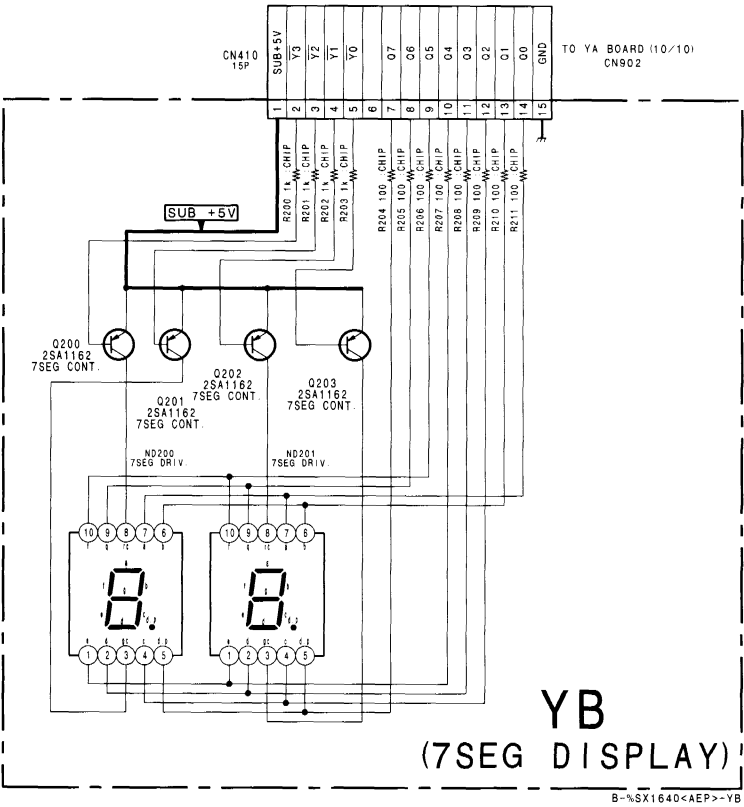 CN410
15P
SUB+5V
Y3
Y2
Y1
Y0
Q7
Q6
Q5
Q4
Q3
Q2
Q1
Q0
GND
TO YA BOARD (10/10)
CN902
1 2 3 4 5 6 7 8 9 10 11 12 13 14 15
R200 1k :CHIP
R201 1k :CHIP
R202 1k :CHIP
R203 1k :CHIP
R204 100 :CHIP
R205 100 :CHIP
R206 100 :CHIP
R207 100 :CHIP
R208 100 :CHIP
R209 100 :CHIP
R210 100 :CHIP
R211 100 :CHIP
SUB +5V
Q200
2SA1162
7SEG CONT.
Q201
2SA1162
7SEG CONT.
Q202
2SA1162
7SEG CONT.
Q203
2SA1162
7SEG CONT.
ND200
7SEG DRIV.
ND201
7SEG DRIV.
10 9 8 7 6
10 9 8 7 6
1 2 3 4 5
1 2 3 4 5
YB
(7SEG DISPLAY)
B-%SX1640<AEP>-YB